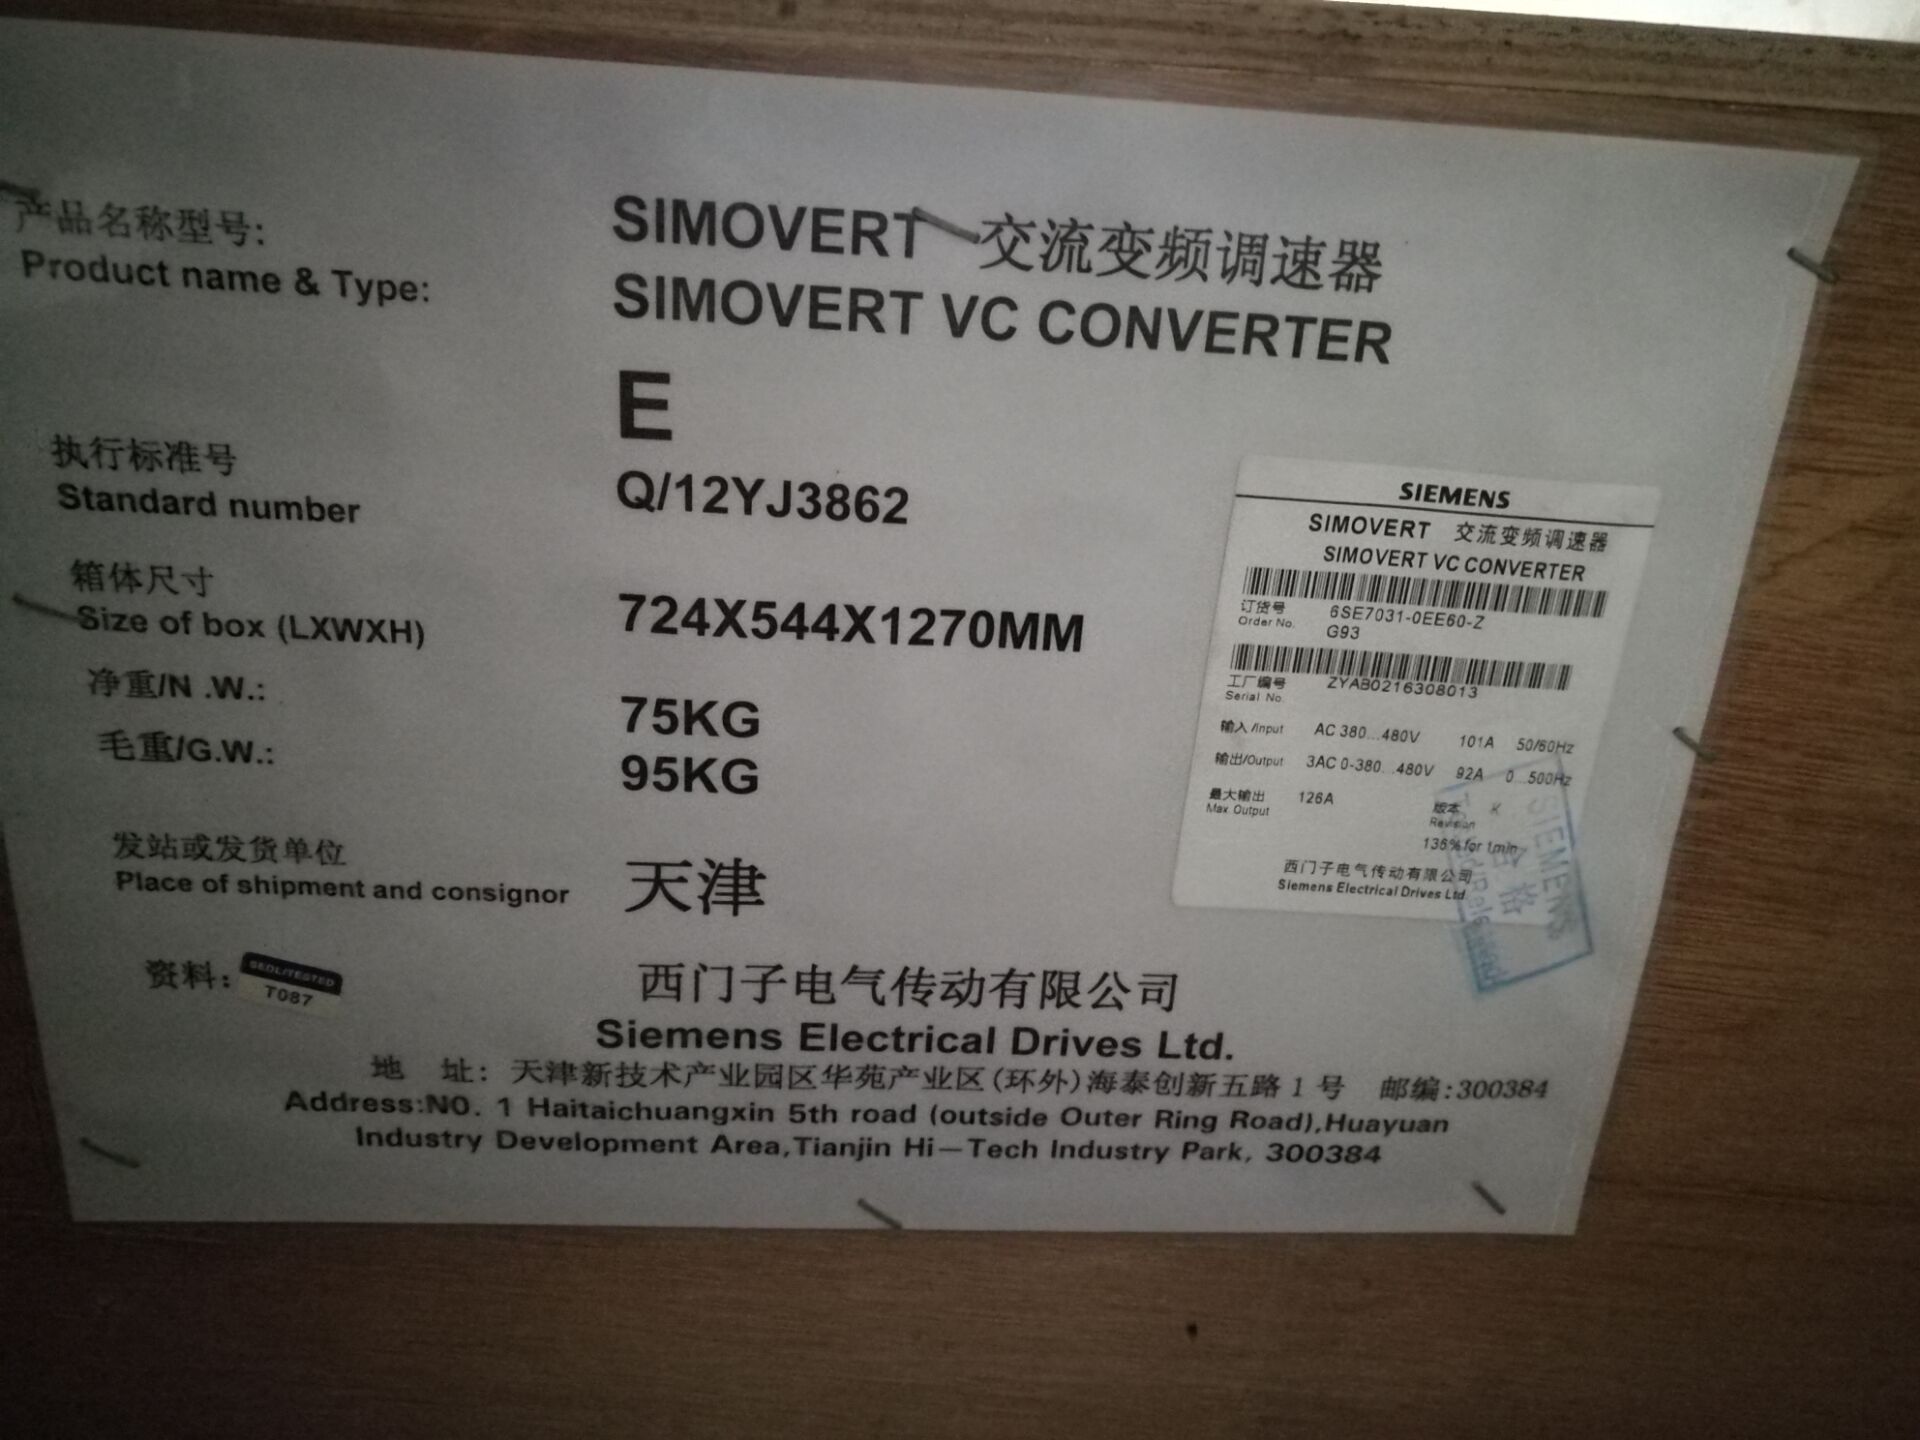 产品名称型号: SIMOVERT 交流变频调速器
Product name & Type: SIMOVERT VC CONVERTER
E
执行标准号
Standard number Q/12YJ3862
箱体尺寸
Size of box (LXWXH) 724X544X1270MM
净重/N .W.: 75KG
毛重/G.W.: 95KG
发站或发货单位
Place of shipment and consignor 天津
资料:
SEDL/TESTED
T087
SIEMENS
SIMOVERT 交流变频调速器
SIMOVERT VC CONVERTER
订货号 6SE7031-0EE60-Z
Order No. G93
工厂编号 ZYAB0216308013
Serial No.
输入/Input AC 380...480V 101A 50/60Hz
输出/Output 3AC 0-380...480V 92A 0...500Hz
最大输出 126A
Max. Output
版本 K
Revision
136% for 1min
西门子电气传动有限公司
Siemens Electrical Drives Ltd.
SIEMENS
合格
西门子电气传动有限公司
Siemens Electrical Drives Ltd.
地 址: 天津新技术产业园区华苑产业区(环外)海泰创新五路1号 邮编:300384
Address:NO. 1 Haitaichuangxin 5th road (outside Outer Ring Road),Huayuan
Industry Development Area,Tianjin Hi—Tech Industry Park, 300384